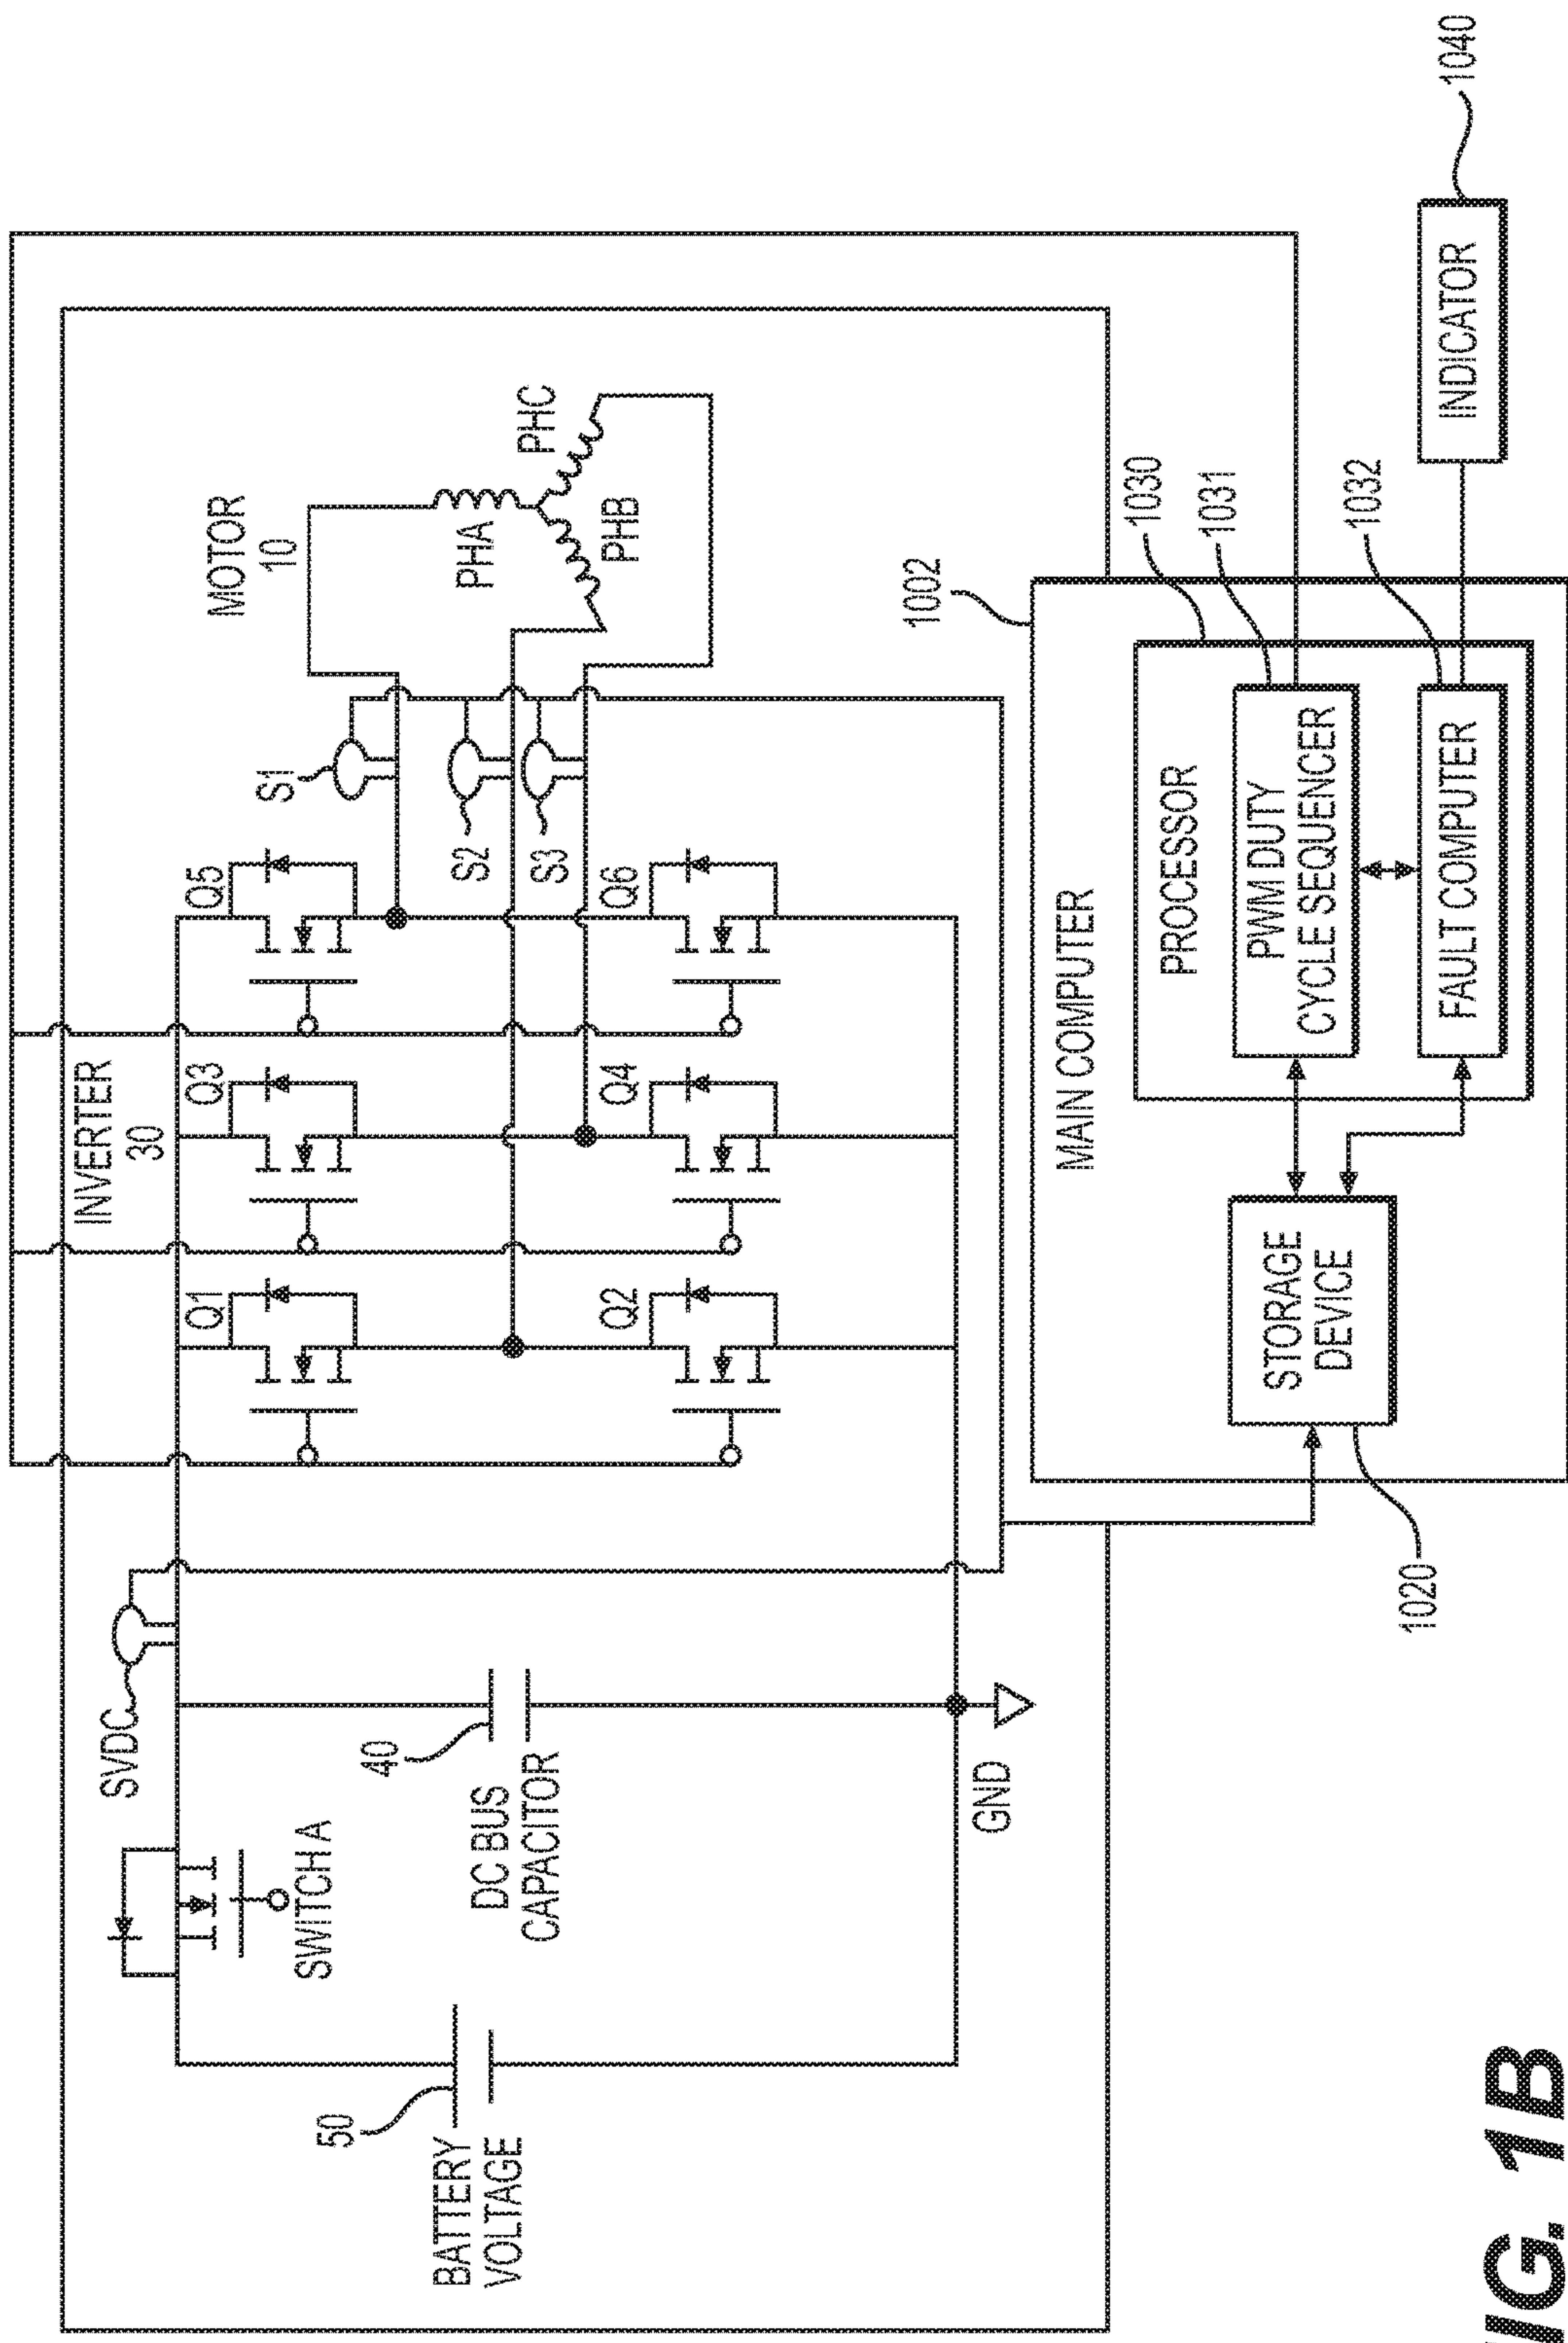 INVERTER
30
MOTOR
10
SVDC
SWITCH A
Q1
Q3
Q5
S1
40
50
BATTERY
VOLTAGE
DC BUS
CAPACITOR
S2
S3
PHA
PHC
PHB
Q2
Q4
Q6
GND
1002
MAIN COMPUTER
1030
PROCESSOR
1031
PWM DUTY
CYCLE SEQUENCER
STORAGE
DEVICE
1032
1020
FAULT COMPUTER
INDICATOR
1040
IG. 1B